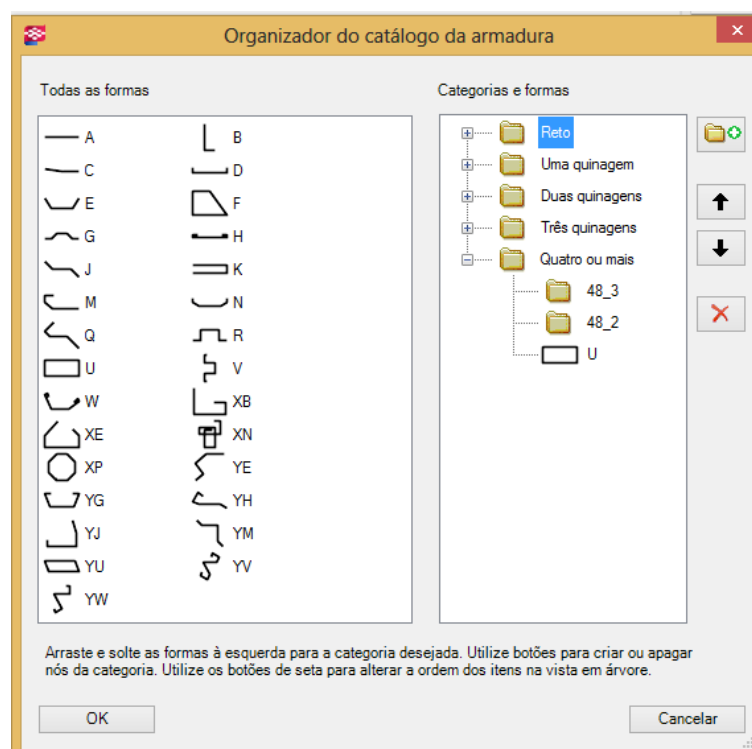 Organizador do catálogo da armadura
Todas as formas
Categorias e formas
A B
C D
E F
G H
J K
M N
Q R
U V
W XB
XE XN
XP YE
YG YH
YJ YM
YU YV
YW
Reto
Uma quinagem
Duas quinagens
Três quinagens
Quatro ou mais
48_3
48_2
U
Arraste e solte as formas à esquerda para a categoria desejada. Utilize botões para criar ou apagar
nós da categoria. Utilize os botões de seta para alterar a ordem dos itens na vista em árvore.
OK
Cancelar